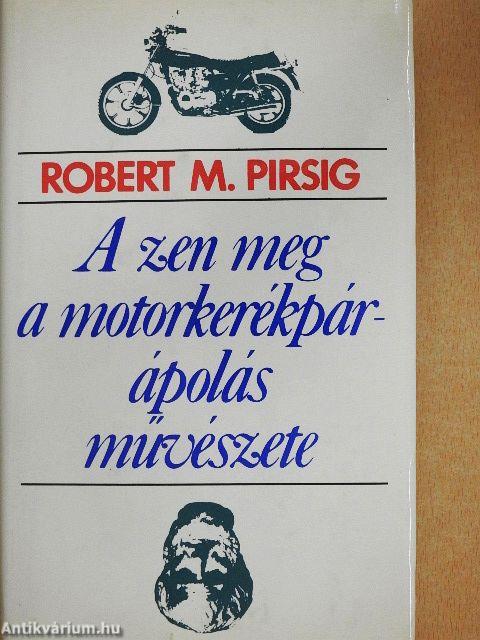 ROBERT M. PIRSIG
A zen meg
a motorkerékpár-
ápolás
művészete
Antikvárium.hu